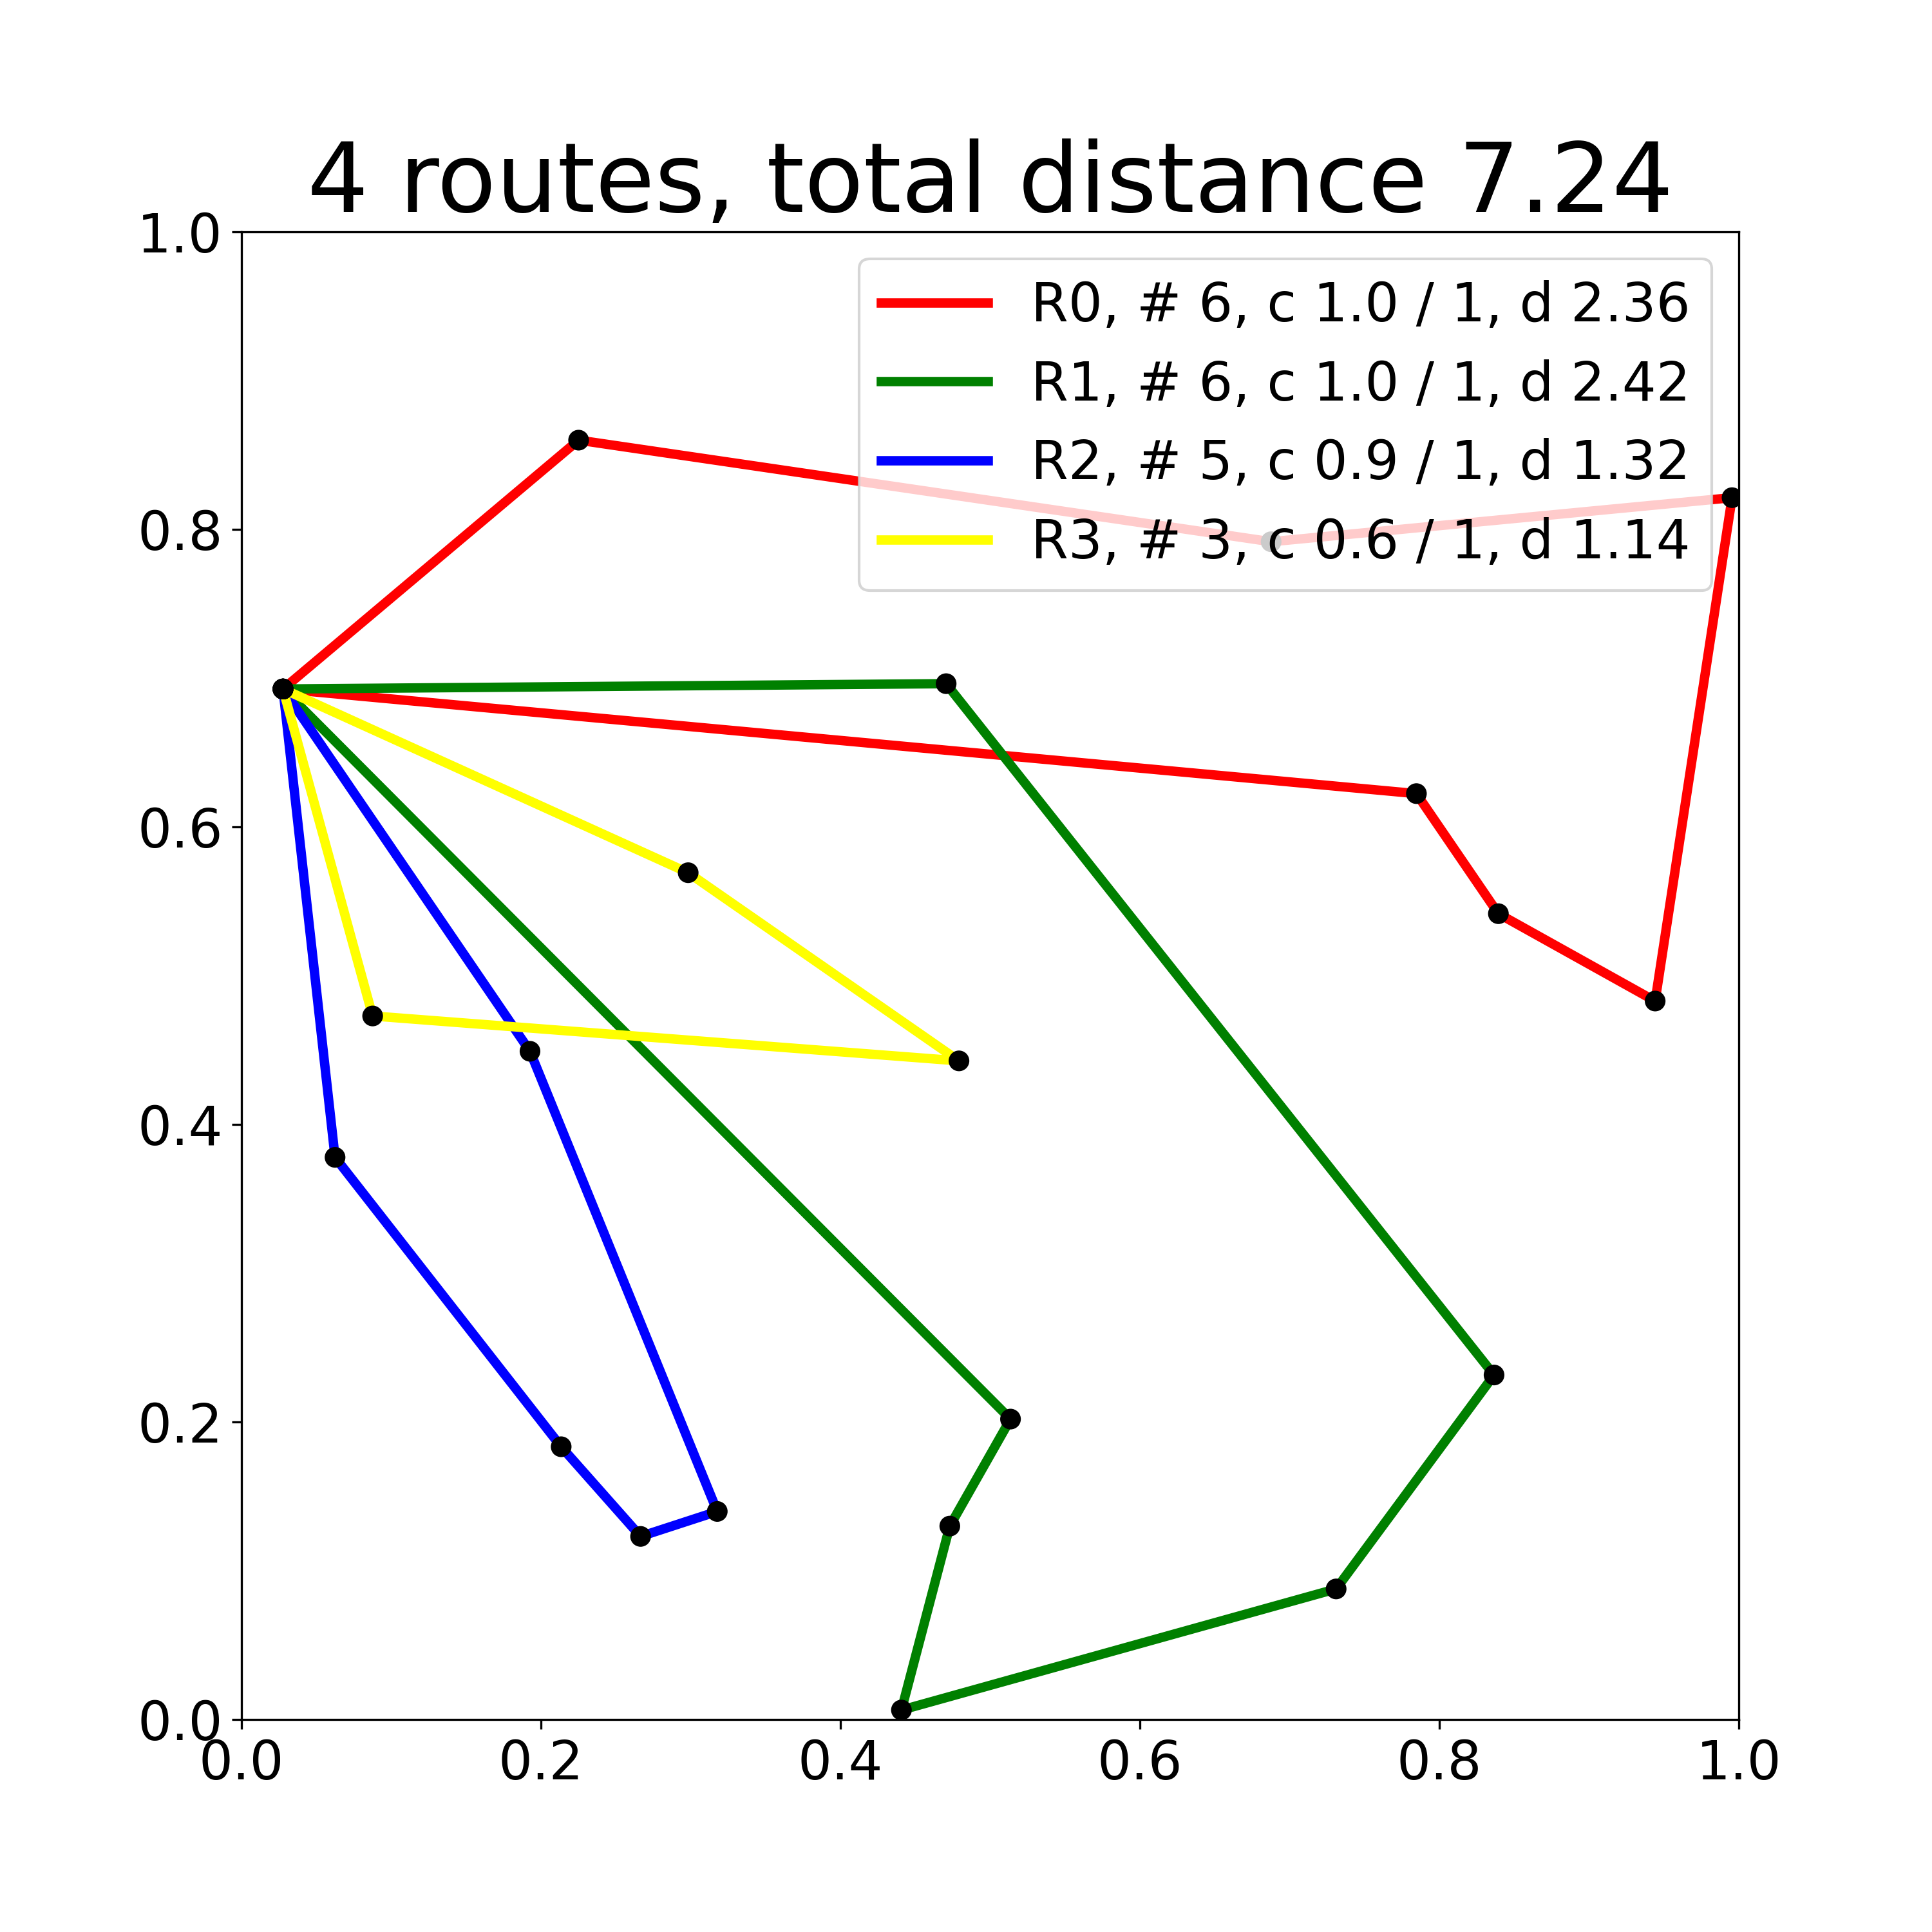 4 routes, total distance 7.24
R0, # 6, c 1.0 / 1, d 2.36
R1, # 6, c 1.0 / 1, d 2.42
R2, # 5, c 0.9 / 1, d 1.32
R3, # 3, c 0.6 / 1, d 1.14
1.0
0.8
0.6
0.4
0.2
0.0
0.0 0.2 0.4 0.6 0.8 1.0